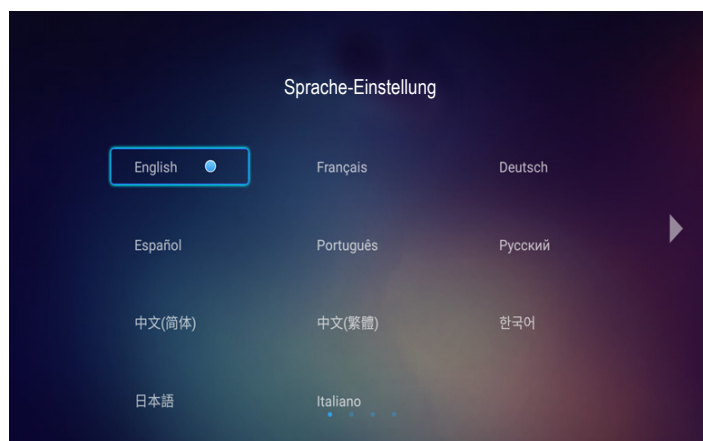 Sprache-Einstellung
English Français Deutsch
Español Português Русский
中文(简体) 中文(繁體) 한국어
日本語 Italiano